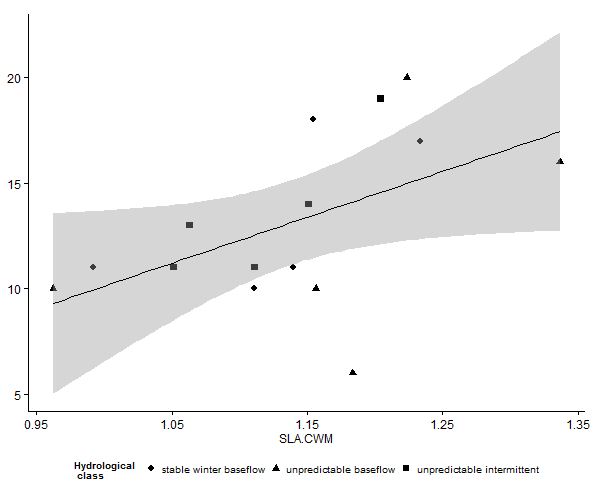 20
15
10
5
0.95 1.05 1.15 1.25 1.35
SLA.CWM
Hydrological
class
stable winter baseflow unpredictable baseflow unpredictable intermittent